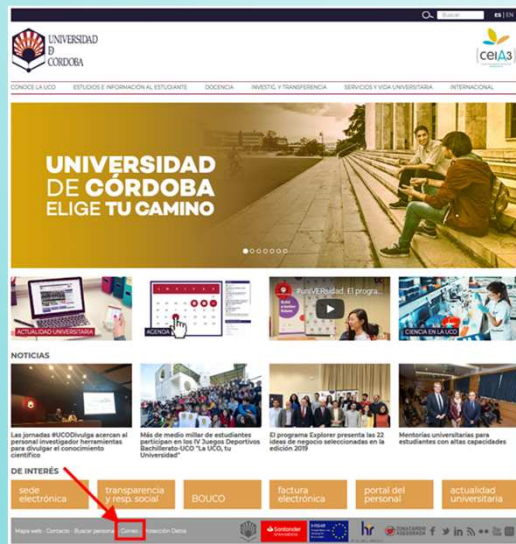 Buscar
ES | EN
UNIVERSIDAD
D
CORDOBA
ceiA3
CONOCE LA UCO
ESTUDIOS E INFORMACIÓN AL ESTUDIANTE
DOCENCIA
INVESTIG. Y TRANSFERENCIA
SERVICIOS Y VIDA UNIVERSITARIA
INTERNACIONAL
UNIVERSIDAD
DE CÓRDOBA
ELIGE TU CAMINO
ACTUALIDAD UNIVERSITARIA
AGENDA
#uniVERsidad. El progra...
CIENCIA EN LA UCO
NOTICIAS
Las jornadas #UCODivulga acercan al
personal investigador herramientas
para divulgar el conocimiento
científico
Más de medio millar de estudiantes
participan en los IV Juegos Deportivos
Bachillerato-UCO "La UCO, tu
Universidad"
El programa Explorer presenta las 22
ideas de negocio seleccionadas en la
edición 2019
Mentorías universitarias para
estudiantes con altas capacidades
DE INTERÉS
sede
electrónica
transparencia
y resp. social
BOUCO
factura
electrónica
portal del
personal
actualidad
universitaria
Mapa web · Contacto · Buscar persona · Correo · Protección Datos
Santander
hr